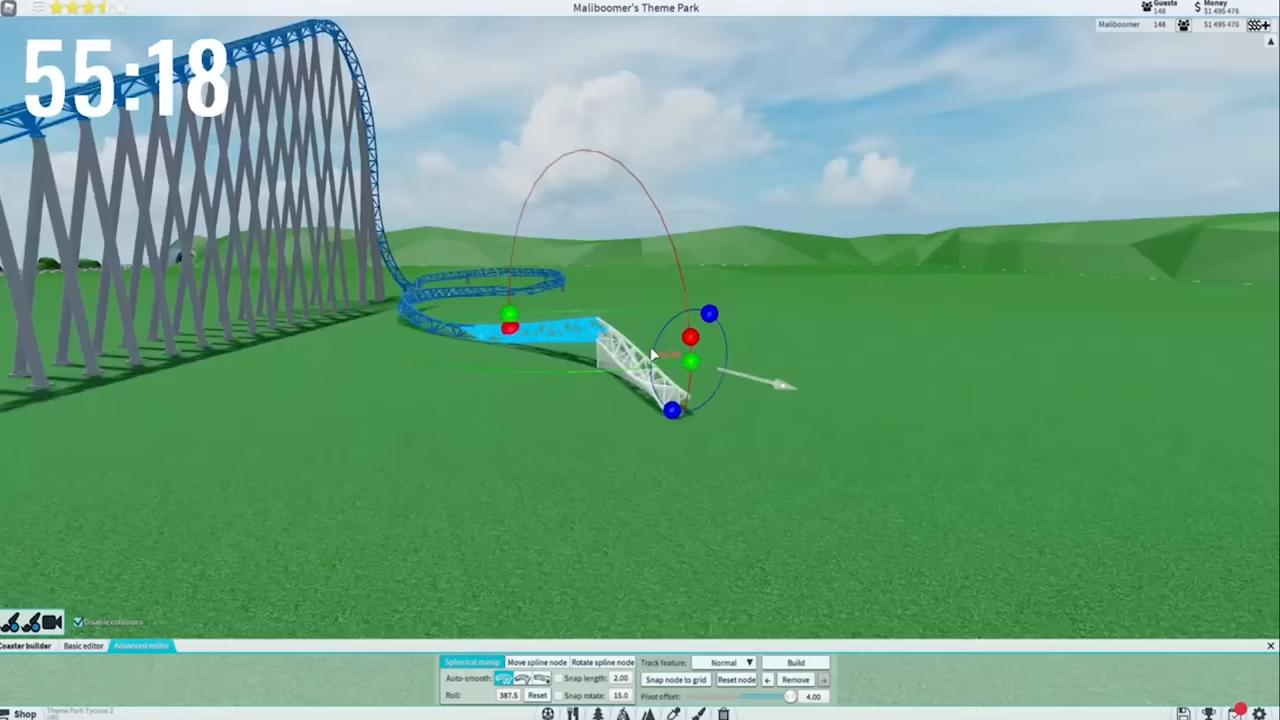 Maliboomer's Theme Park
Guests
148
Money
$1 495 476
Maliboomer 148 $1 495 476 $$$+
55:18
Disable collisions
Coaster builder Basic editor Advanced editor
Spherical manip Move spline node Rotate spline node Track feature: Normal ▼ Build
Auto-smooth: Snap length: 2.00 Snap node to grid Reset node ← Remove →
Roll: 387.5 Reset Snap rotate: 15.0 Pivot offset: 4.00
Shop Theme Park Tycoon 2